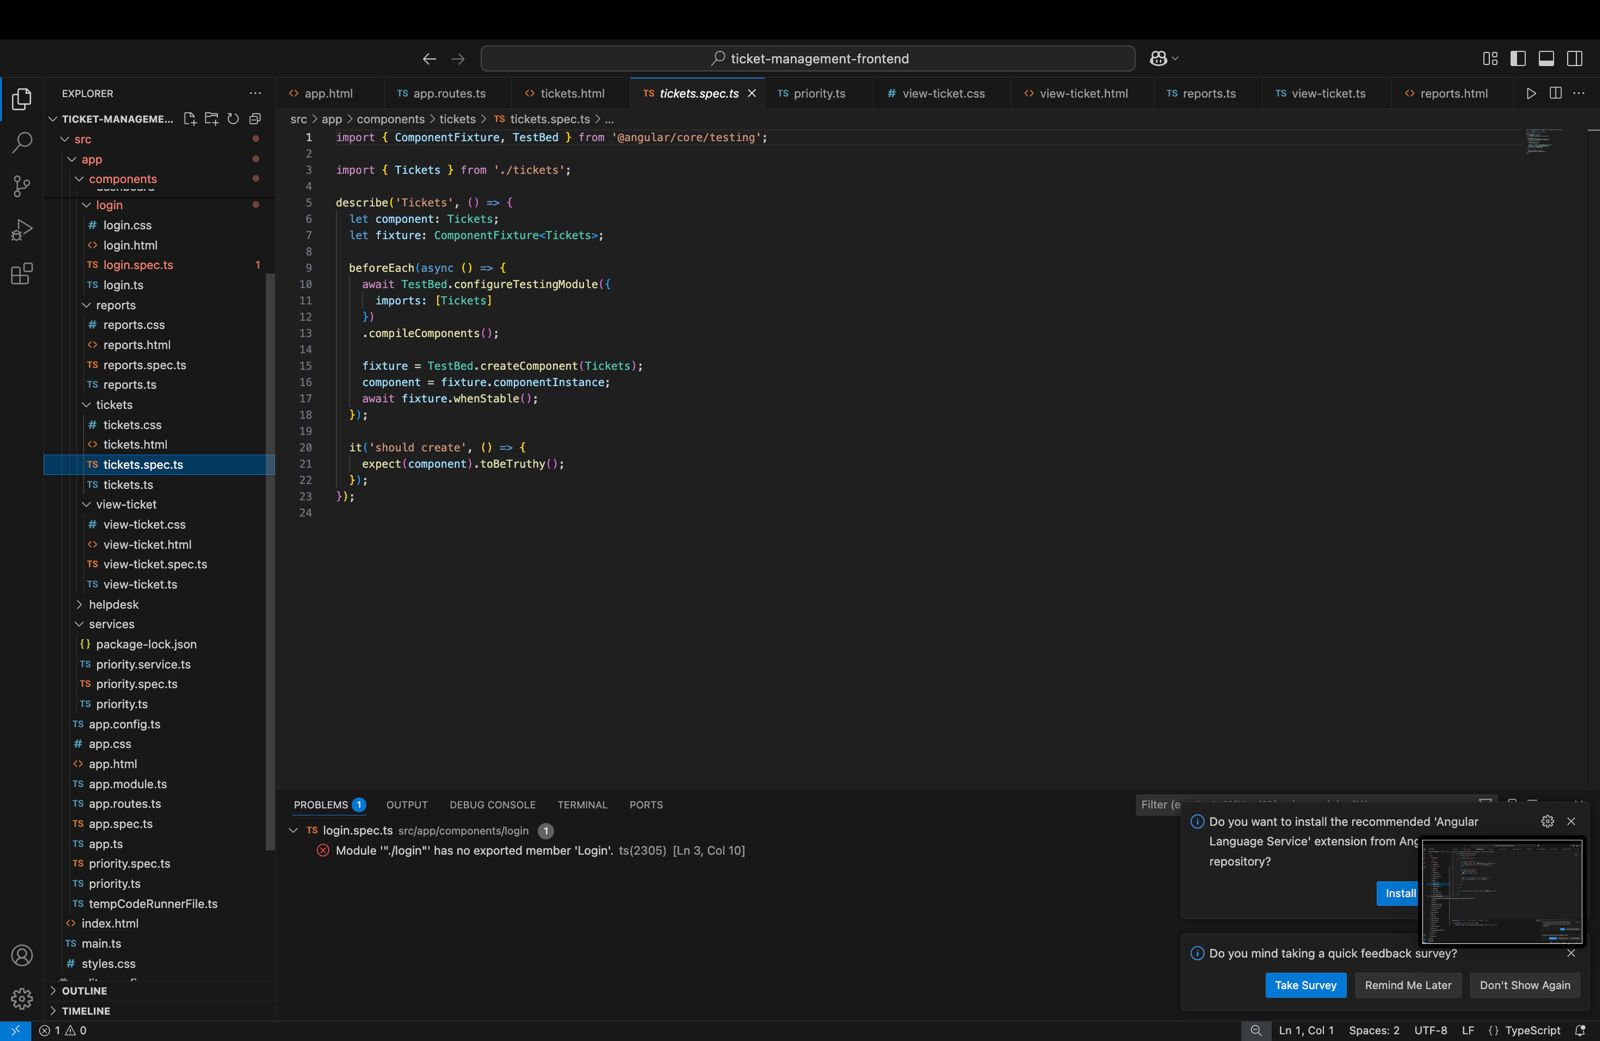 ticket-management-frontend
EXPLORER
TICKET-MANAGEME...
src
app
components
login
login.css
login.html
login.spec.ts 1
login.ts
reports
reports.css
reports.html
reports.spec.ts
reports.ts
tickets
tickets.css
tickets.html
tickets.spec.ts
tickets.ts
view-ticket
view-ticket.css
view-ticket.html
view-ticket.spec.ts
view-ticket.ts
helpdesk
services
package-lock.json
priority.service.ts
priority.spec.ts
priority.ts
app.config.ts
app.css
app.html
app.module.ts
app.routes.ts
app.spec.ts
app.ts
priority.spec.ts
priority.ts
tempCodeRunnerFile.ts
index.html
main.ts
styles.css
OUTLINE
TIMELINE
app.html TS app.routes.ts tickets.html TS tickets.spec.ts TS priority.ts # view-ticket.css view-ticket.html TS reports.ts TS view-ticket.ts reports.html
src > app > components > tickets > TS tickets.spec.ts > ...
1 import { ComponentFixture, TestBed } from '@angular/core/testing';
2
3 import { Tickets } from './tickets';
4
5 describe('Tickets', () => {
6 let component: Tickets;
7 let fixture: ComponentFixture<Tickets>;
8
9 beforeEach(async () => {
10 await TestBed.configureTestingModule({
11 imports: [Tickets]
12 })
13 .compileComponents();
14
15 fixture = TestBed.createComponent(Tickets);
16 component = fixture.componentInstance;
17 await fixture.whenStable();
18 });
19
20 it('should create', () => {
21 expect(component).toBeTruthy();
22 });
23 });
24
PROBLEMS 1 OUTPUT DEBUG CONSOLE TERMINAL PORTS
Filter (e
TS login.spec.ts src/app/components/login 1
Module '"./login"' has no exported member 'Login'. ts(2305) [Ln 3, Col 10]
Do you want to install the recommended 'Angular
Language Service' extension from Ang
repository?
Install
Do you mind taking a quick feedback survey?
Take Survey Remind Me Later Don't Show Again
1 0
Ln 1, Col 1 Spaces: 2 UTF-8 LF {} TypeScript